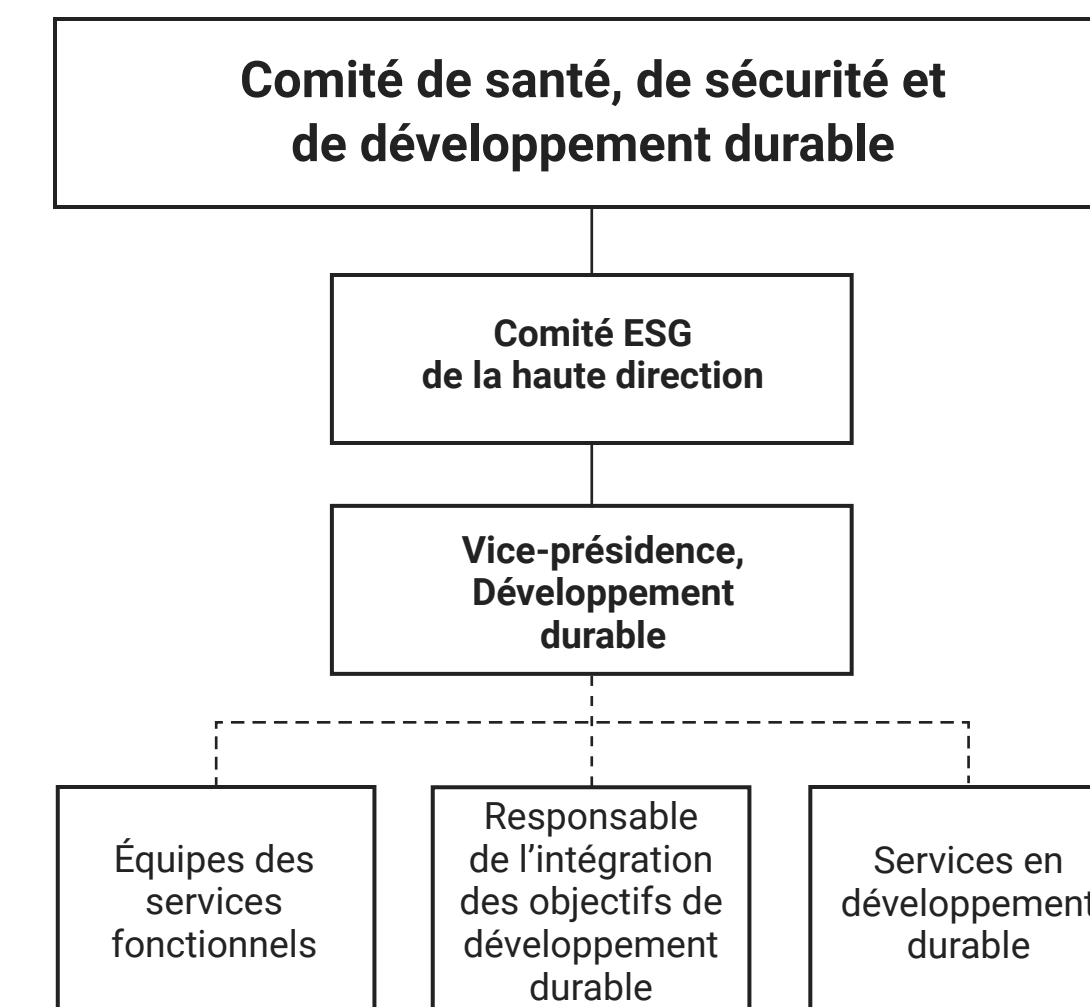 Comité de santé, de sécurité et
de développement durable
Comité ESG
de la haute direction
Vice-présidence,
Développement
durable
Équipes des
services
fonctionnels
Responsable
de l’intégration
des objectifs de
développement
durable
Services en
développement
durable